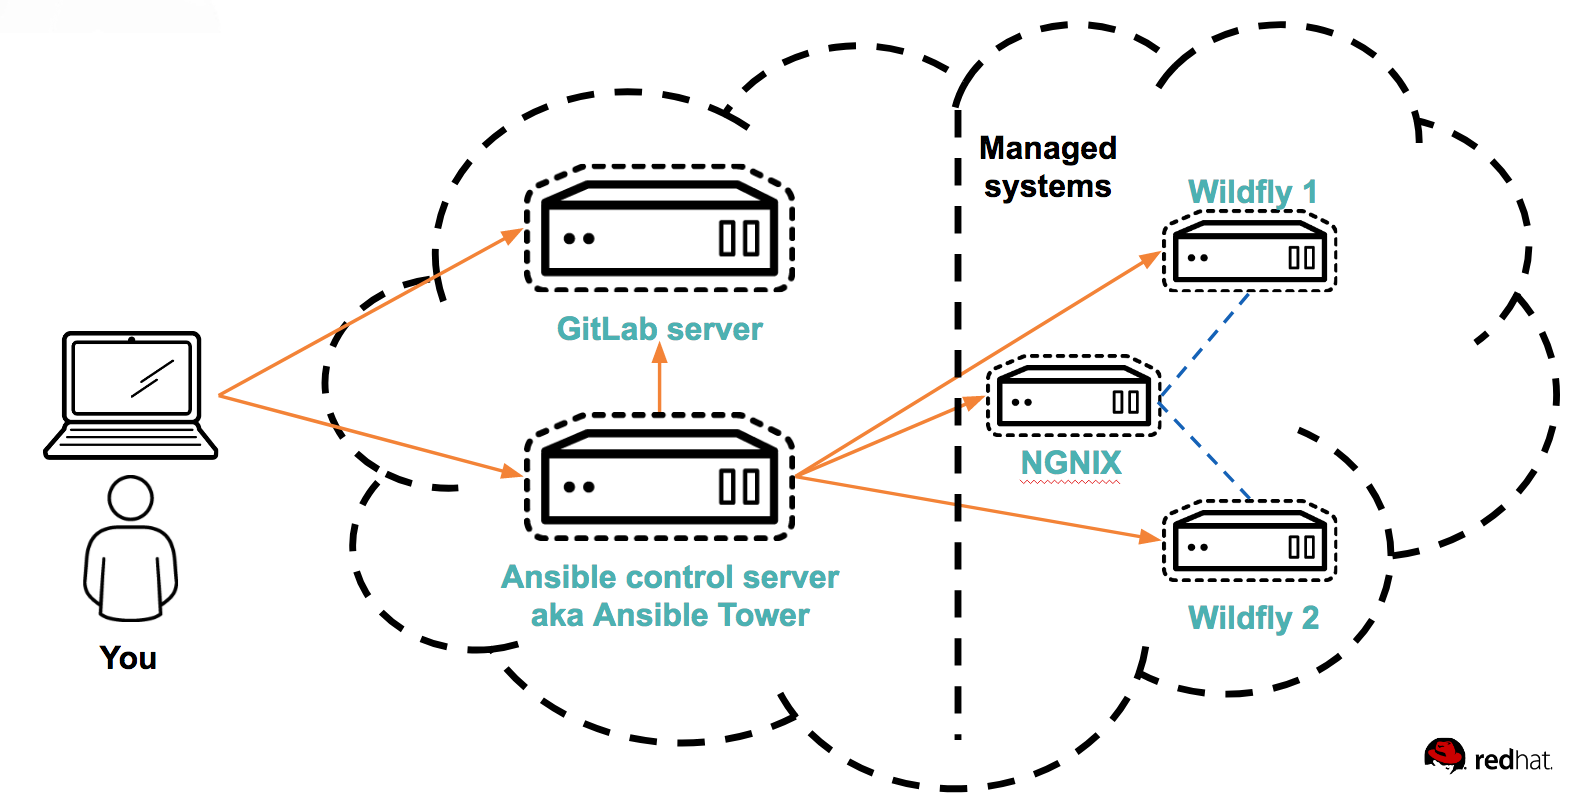 Managed
systems
Wildfly 1
GitLab server
NGNIX
Ansible control server
aka Ansible Tower
Wildfly 2
You
redhat.